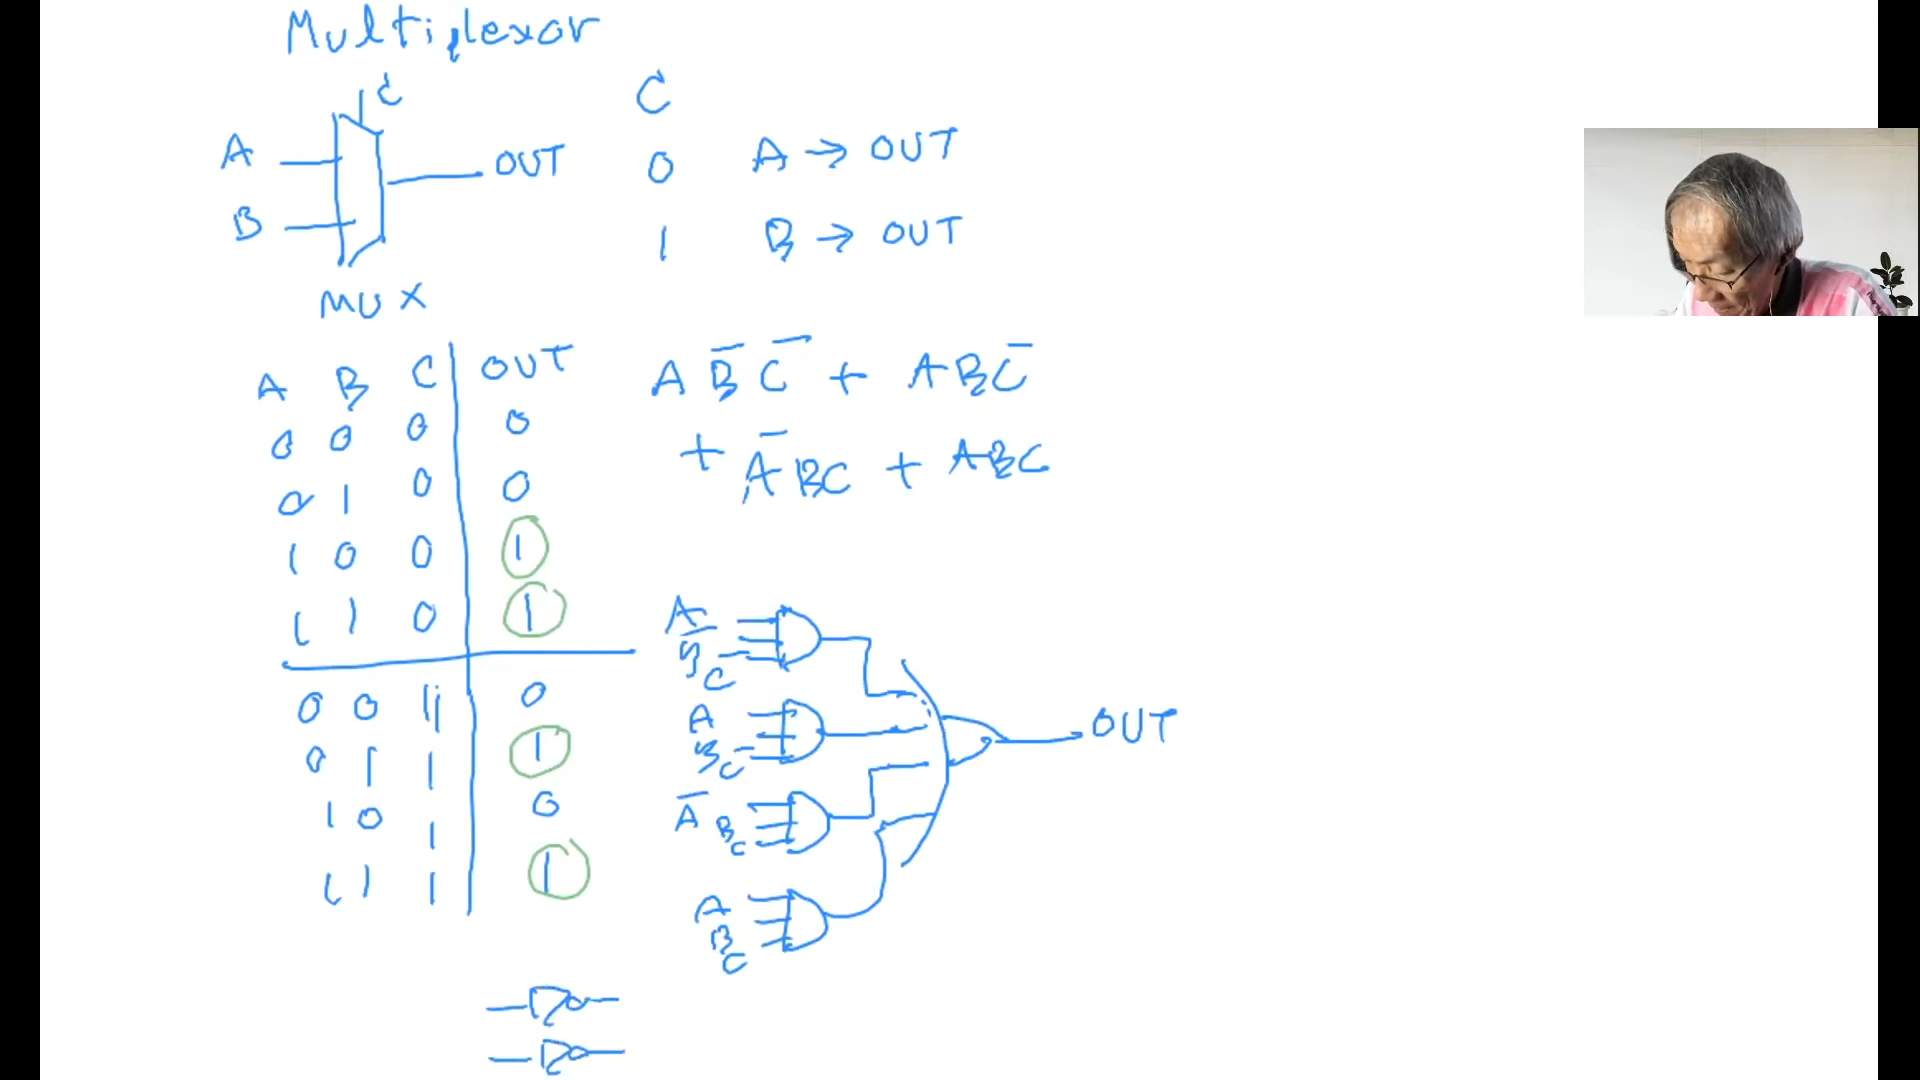 Multiplexor
C
C
A
OUT
0 A → OUT
B
1 B → OUT
MUX
A B C OUT
0 0 0 0
0 1 0 0
1 0 0 1
1 1 0 1
0 0 1 0
0 1 1 1
1 0 1 0
1 1 1 1
A B̅ C̅ + A B C̅
+ A̅ B C + A B C
A
B̅
C̅
A
B
C̅
A̅ B
C
A
B
C
OUT